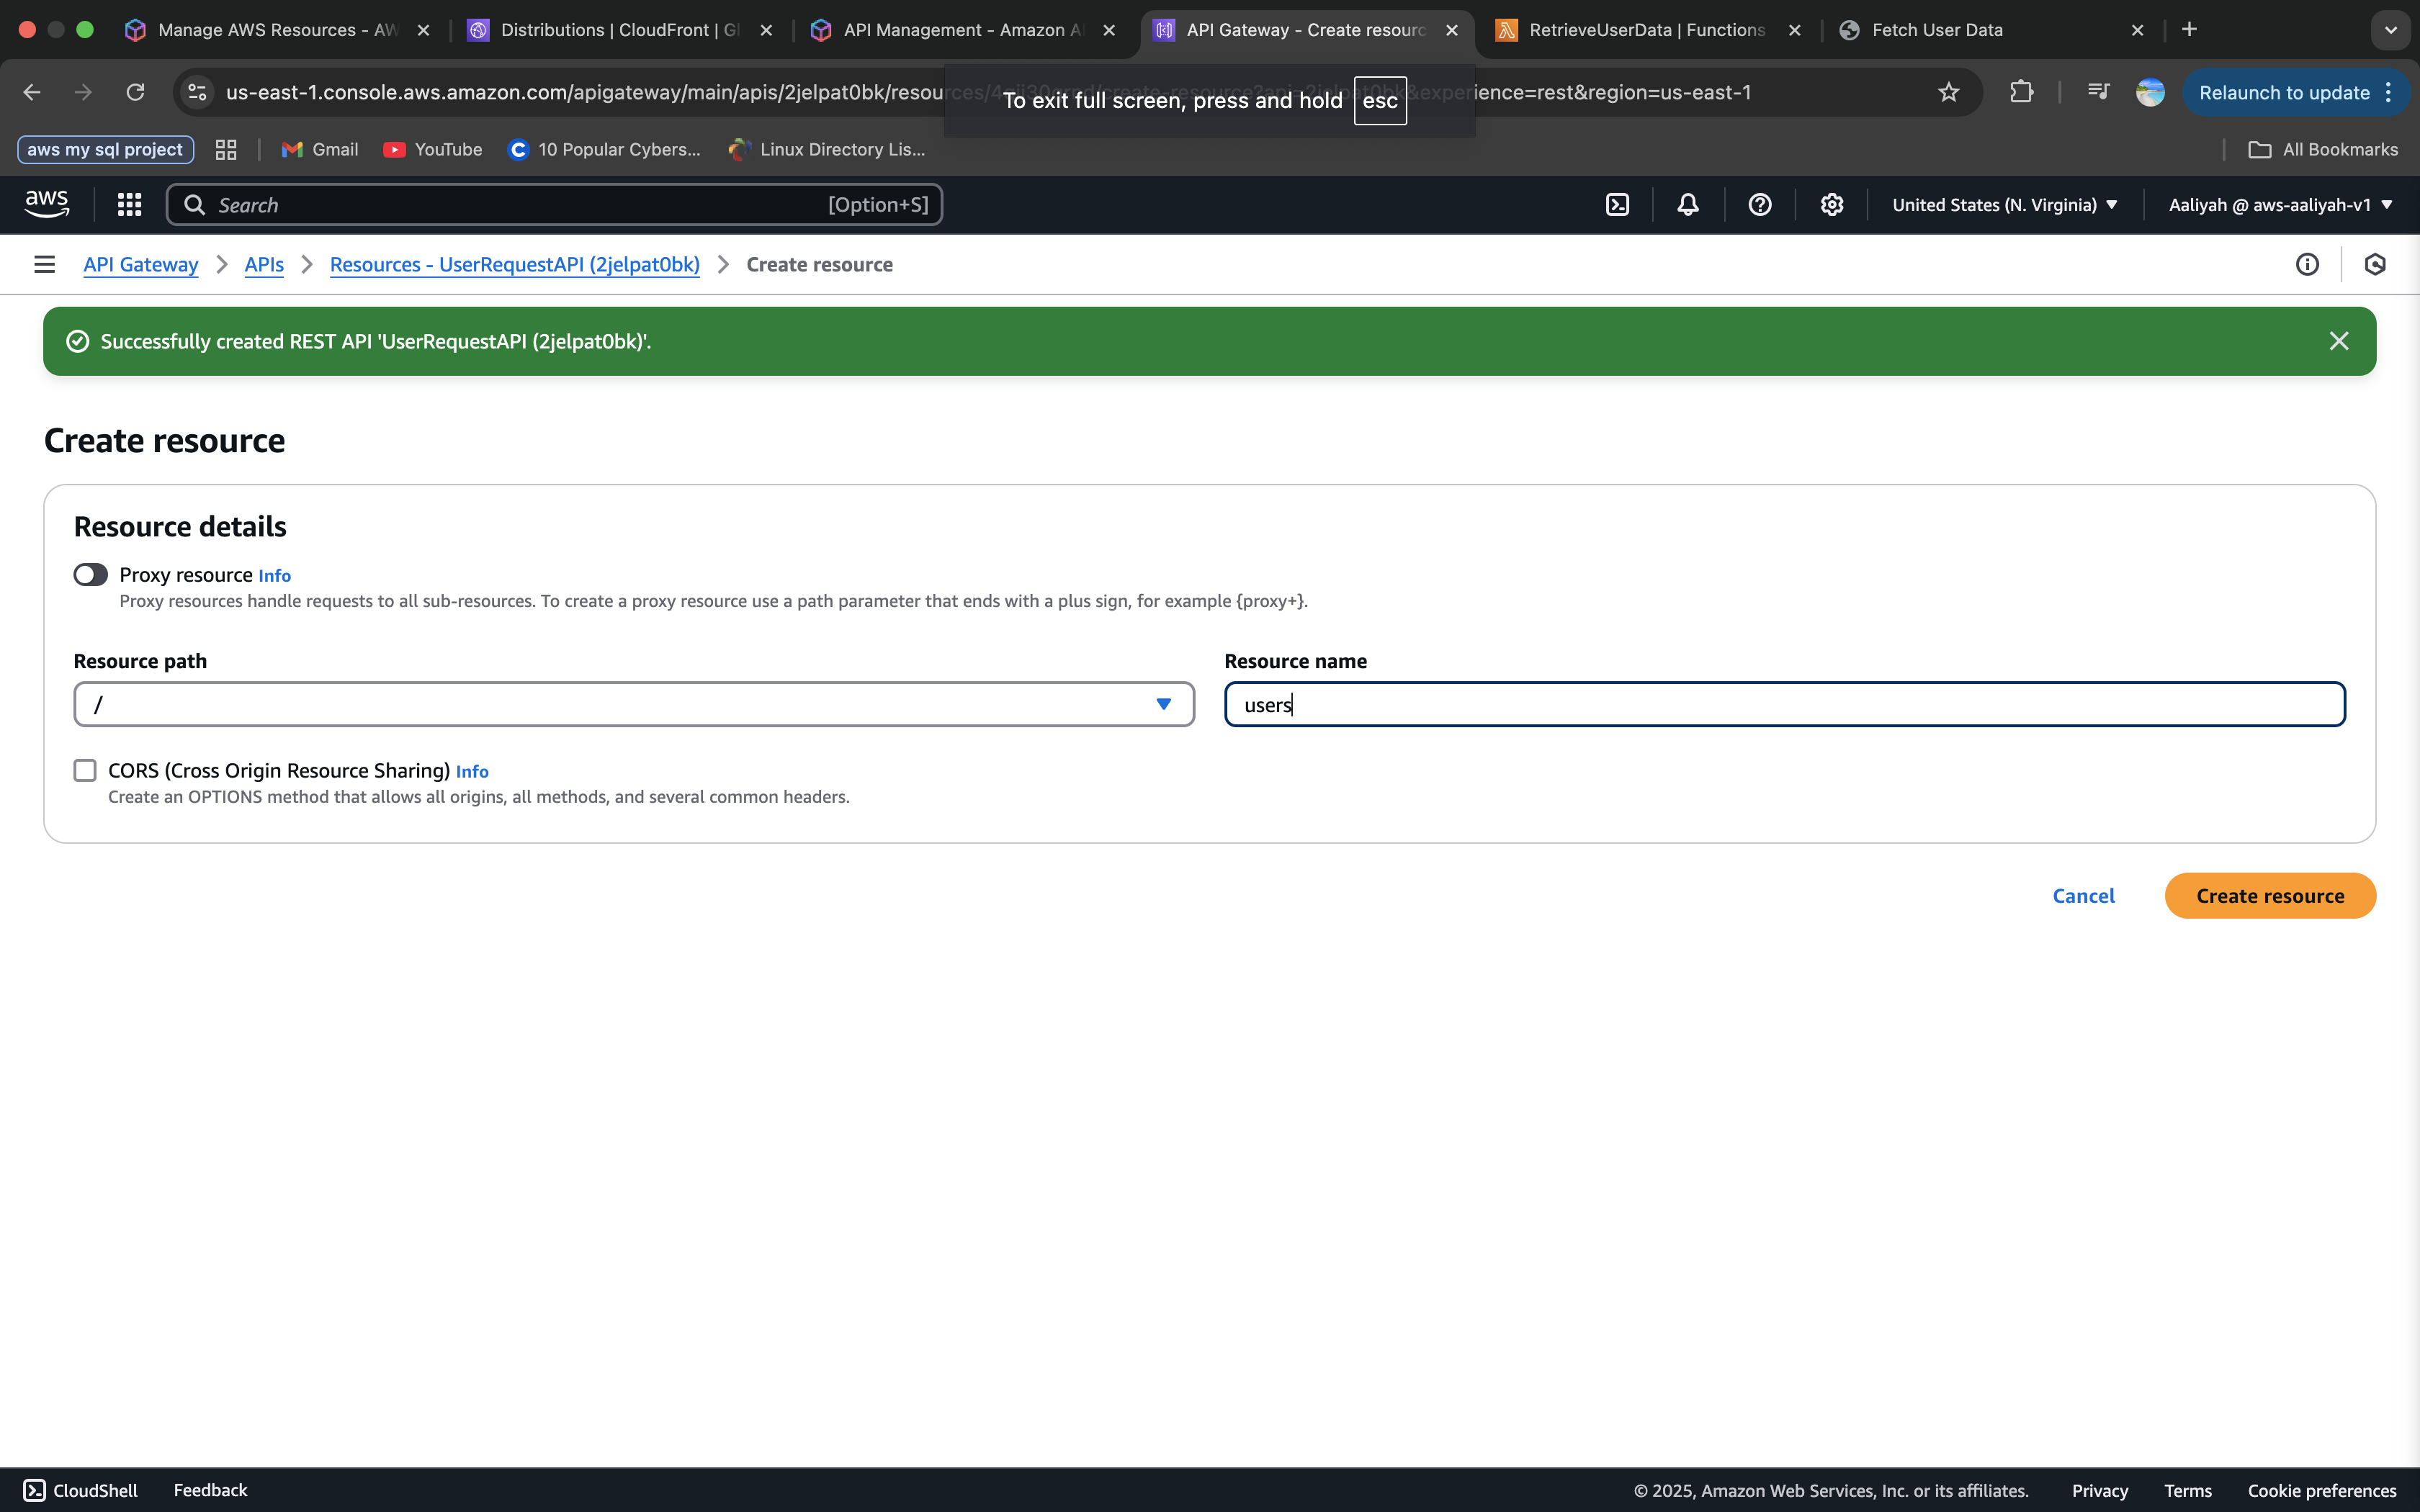 Manage AWS Resources - AW
Distributions | CloudFront | Gl
API Management - Amazon A
API Gateway - Create resourc
RetrieveUserData | Functions
Fetch User Data
us-east-1.console.aws.amazon.com/apigateway/main/apis/2jelpat0bk/resour
To exit full screen, press and hold esc
experience=rest&region=us-east-1
Relaunch to update
aws my sql project
Gmail
YouTube
10 Popular Cybers...
Linux Directory Lis...
All Bookmarks
aws
Search
[Option+S]
United States (N. Virginia)
Aaliyah @ aws-aaliyah-v1
API Gateway
APIs
Resources - UserRequestAPI (2jelpat0bk)
Create resource
Successfully created REST API 'UserRequestAPI (2jelpat0bk)'.
Create resource
Resource details
Proxy resource Info
Proxy resources handle requests to all sub-resources. To create a proxy resource use a path parameter that ends with a plus sign, for example {proxy+}.
Resource path
Resource name
/
users
CORS (Cross Origin Resource Sharing) Info
Create an OPTIONS method that allows all origins, all methods, and several common headers.
Cancel
Create resource
CloudShell
Feedback
© 2025, Amazon Web Services, Inc. or its affiliates.
Privacy
Terms
Cookie preferences